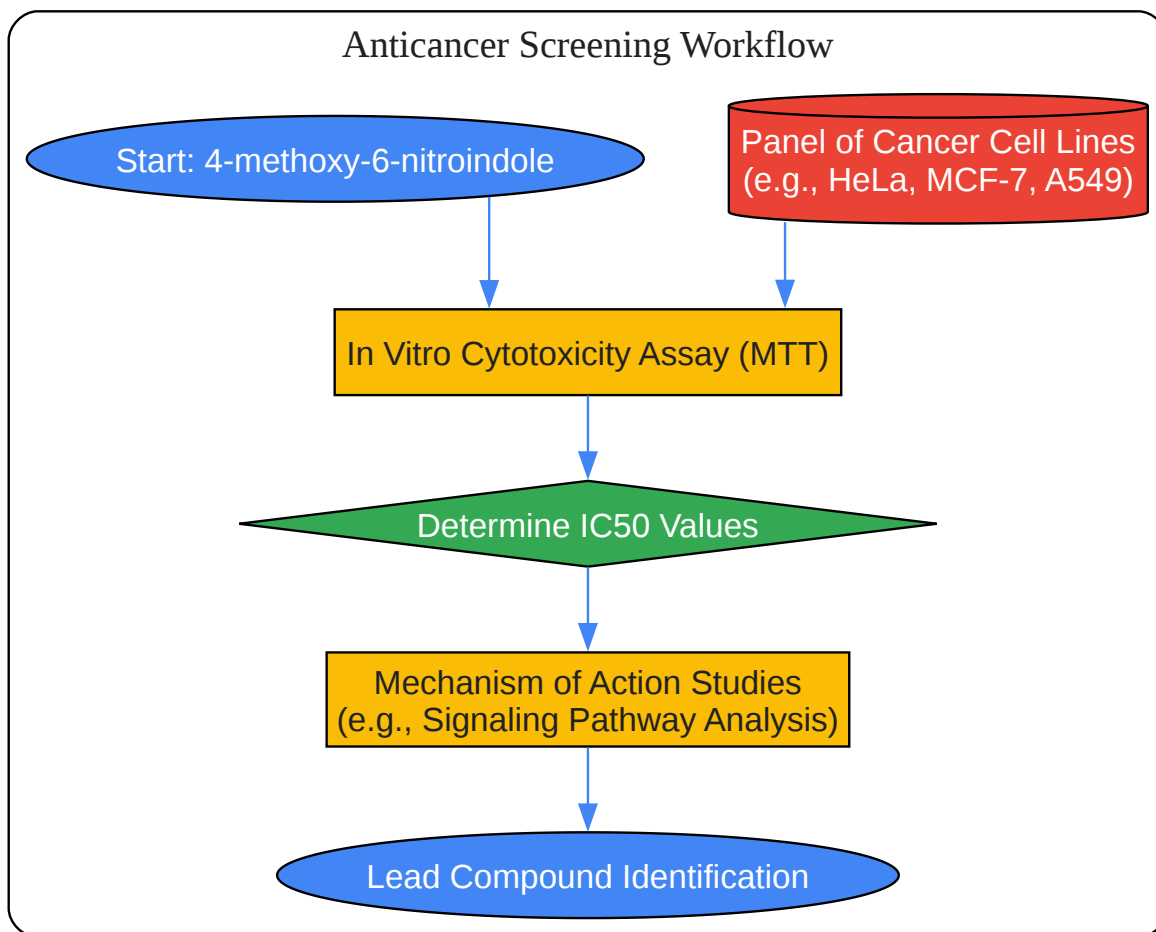 Anticancer Screening Workflow
Start: 4-methoxy-6-nitroindole
Panel of Cancer Cell Lines
(e.g., HeLa, MCF-7, A549)
In Vitro Cytotoxicity Assay (MTT)
Determine IC50 Values
Mechanism of Action Studies
(e.g., Signaling Pathway Analysis)
Lead Compound Identification